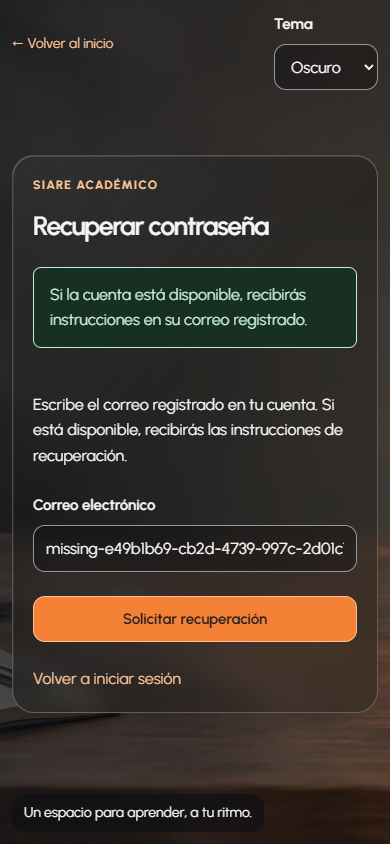 Tema
← Volver al inicio
Oscuro
SIARE ACADÉMICO
Recuperar contraseña
Si la cuenta está disponible, recibirás
instrucciones en su correo registrado.
Escribe el correo registrado en tu cuenta. Si
está disponible, recibirás las instrucciones de
recuperación.
Correo electrónico
missing-e49b1b69-cb2d-4739-997c-2d01c
Solicitar recuperación
Volver a iniciar sesión
Un espacio para aprender, a tu ritmo.